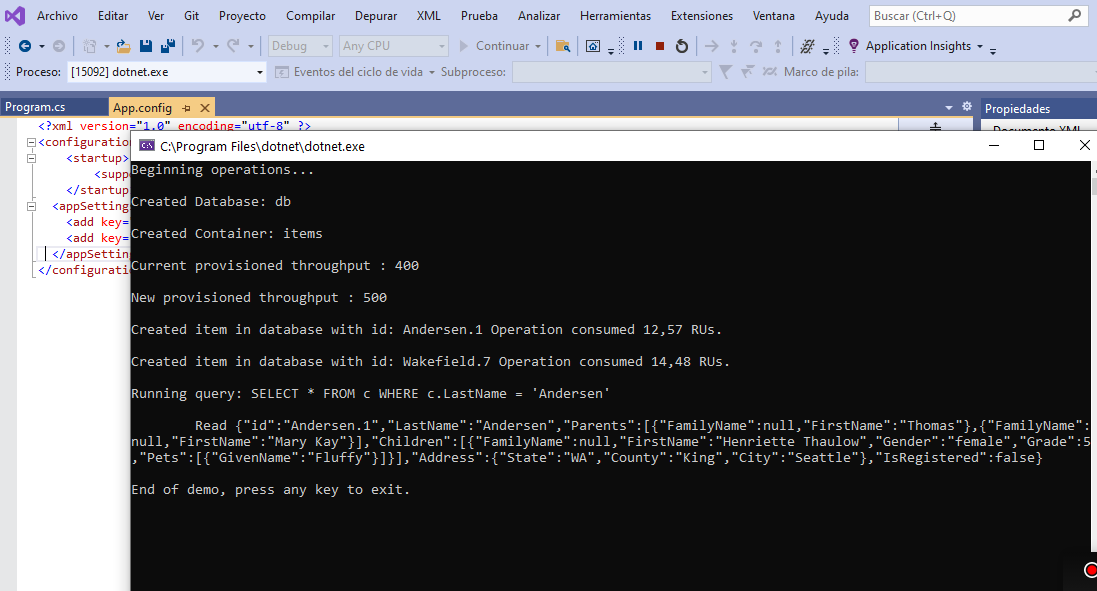 Archivo Editar Ver Git Proyecto Compilar Depurar XML Prueba Analizar Herramientas Extensiones Ventana Ayuda Buscar (Ctrl+Q)
Debug Any CPU Continuar Application Insights
Proceso: [15092] dotnet.exe Eventos del ciclo de vida Subproceso: Marco de pila:
Program.cs App.config Propiedades
<?xml version="1.0" encoding="utf-8" ?>
Documento XML
<configuratio
<startup>
<supp
</startup
<appSetting
<add key=
<add key=
</appSettin
</configurati
C:\Program Files\dotnet\dotnet.exe
Beginning operations...
Created Database: db
Created Container: items
Current provisioned throughput : 400
New provisioned throughput : 500
Created item in database with id: Andersen.1 Operation consumed 12,57 RUs.
Created item in database with id: Wakefield.7 Operation consumed 14,48 RUs.
Running query: SELECT * FROM c WHERE c.LastName = 'Andersen'
Read {"id":"Andersen.1","LastName":"Andersen","Parents":[{"FamilyName":null,"FirstName":"Thomas"},{"FamilyName":
null,"FirstName":"Mary Kay"}],"Children":[{"FamilyName":null,"FirstName":"Henriette Thaulow","Gender":"female","Grade":5
,"Pets":[{"GivenName":"Fluffy"}]}],"Address":{"State":"WA","County":"King","City":"Seattle"},"IsRegistered":false}
End of demo, press any key to exit.